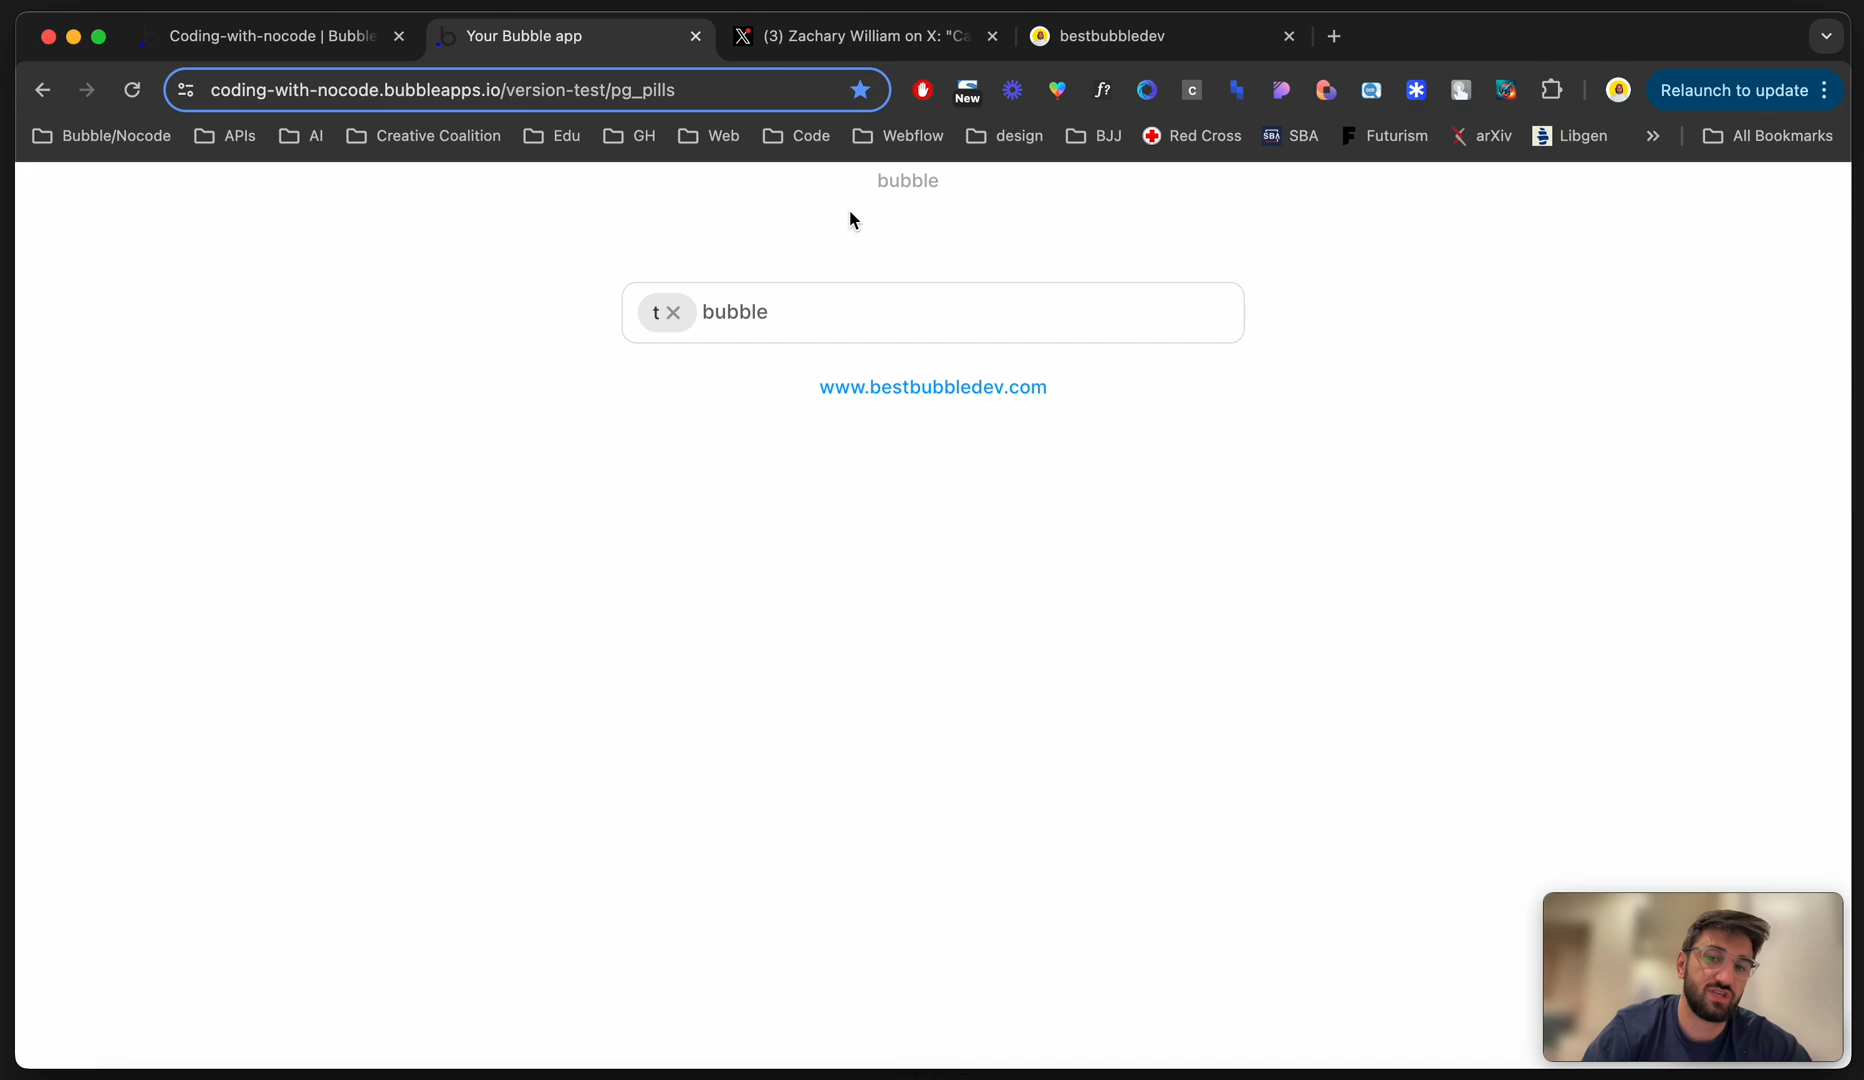 Coding-with-nocode | Bubble
Your Bubble app
(3) Zachary William on X: "Ca
bestbubbledev
coding-with-nocode.bubbleapps.io/version-test/pg_pills
New
f?
C
Relaunch to update
Bubble/Nocode
APIs
AI
Creative Coalition
Edu
GH
Web
Code
Webflow
design
BJJ
Red Cross
SBA
SBA
Futurism
arXiv
Libgen
All Bookmarks
bubble
t
bubble
www.bestbubbledev.com